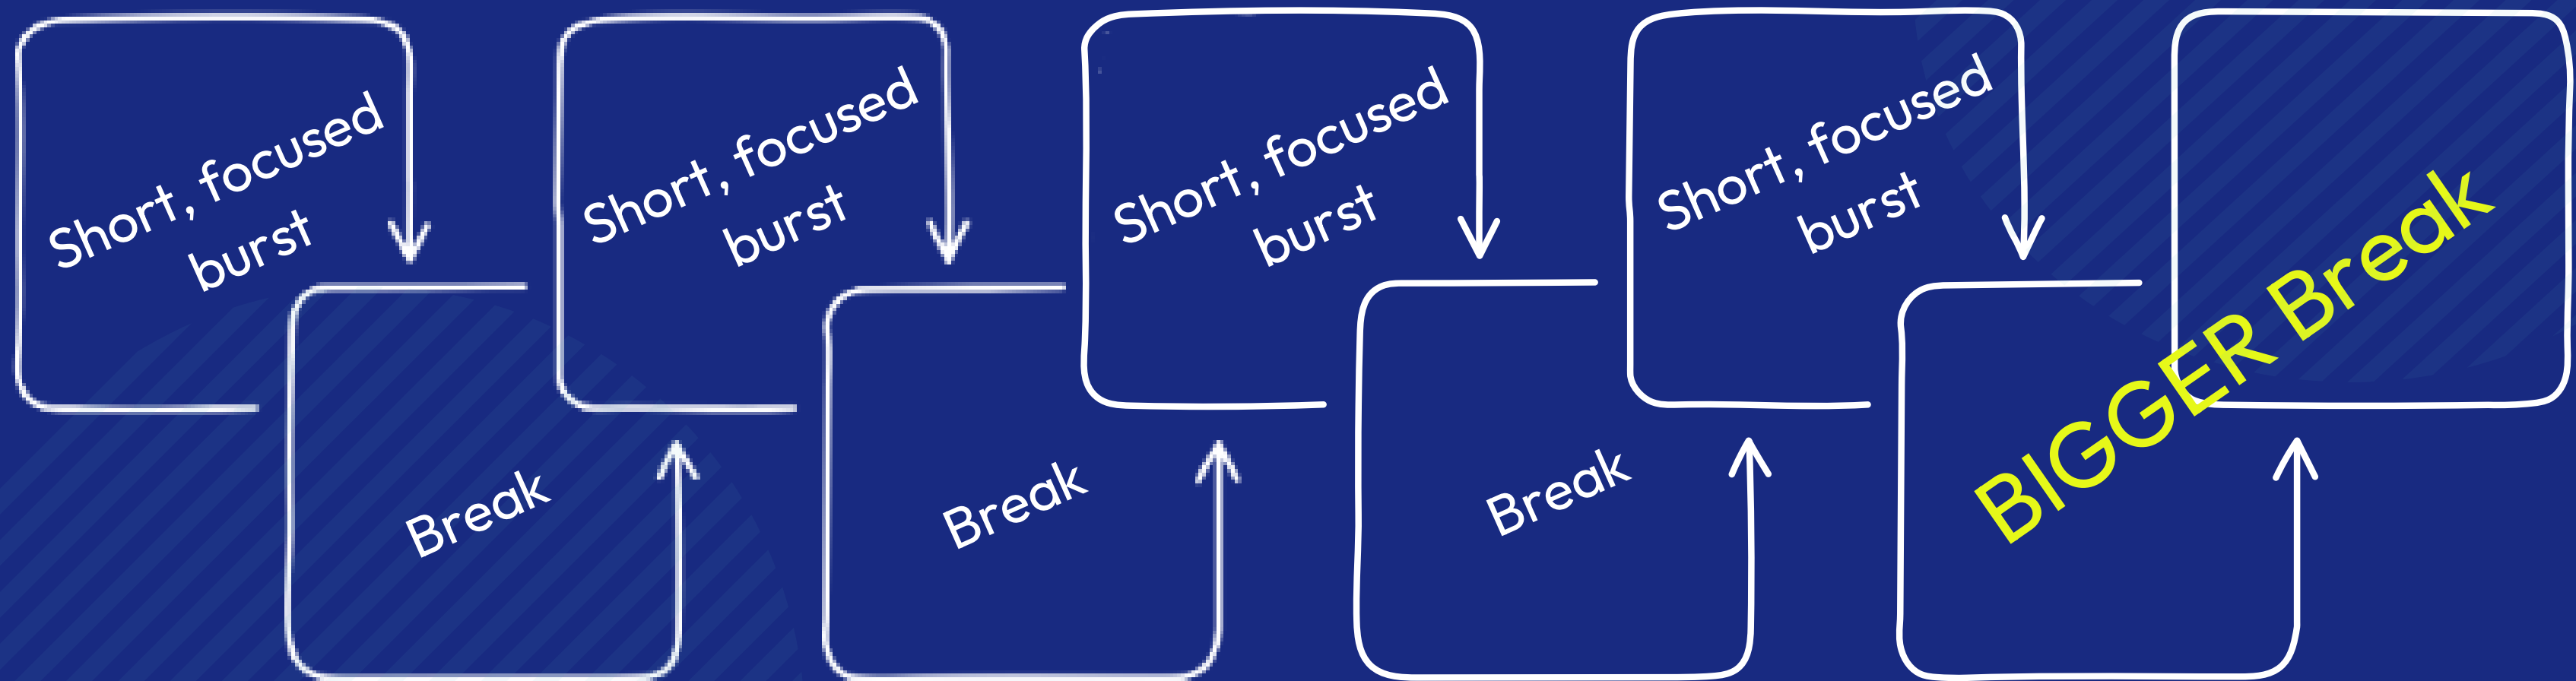 Short, focused
burst
Break
Short, focused
burst
Break
Short, focused
burst
Break
Short, focused
burst
BIGGER Break